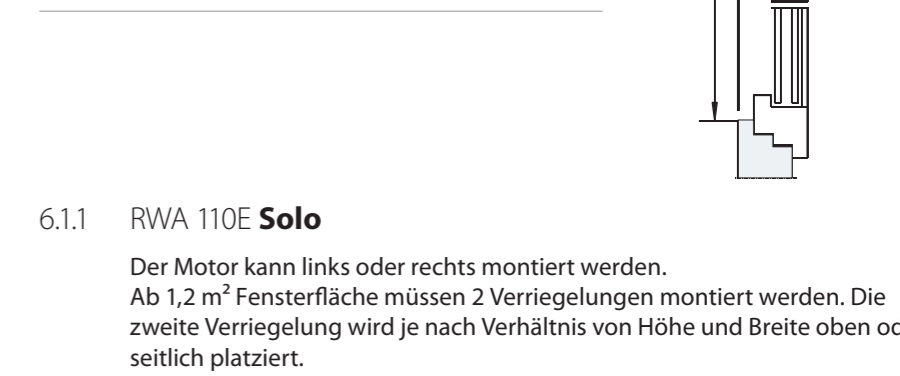 6.1.1 RWA 110E Solo
Der Motor kann links oder rechts montiert werden.
Ab 1,2 m² Fensterfläche müssen 2 Verriegelungen montiert werden. Die
zweite Verriegelung wird je nach Verhältnis von Höhe und Breite oben
seitlich platziert.